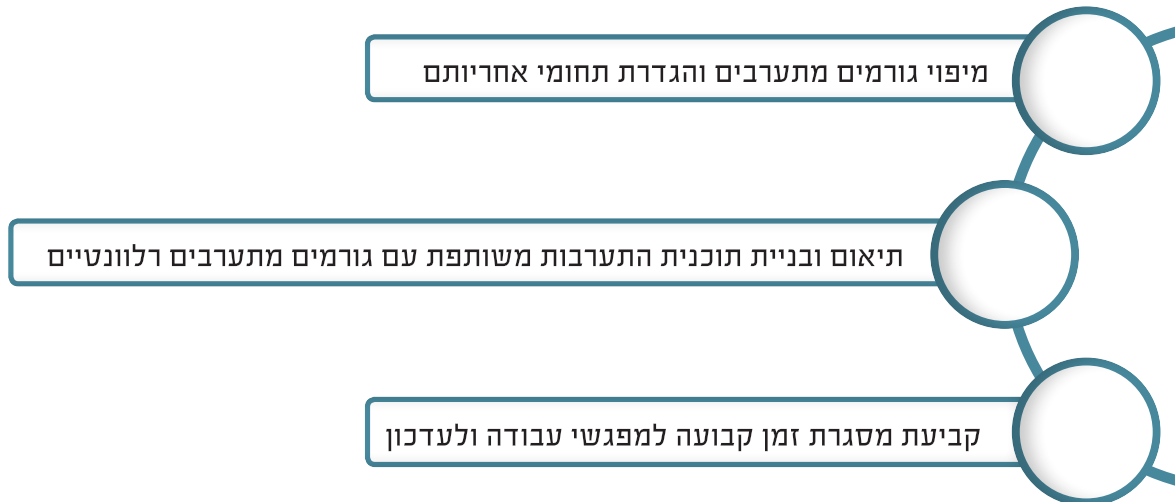 מיפוי גורמים מתערבים והגדרת תחומי אחריותם
תיאום ובניית תוכנית התערבות משותפת עם גורמים מתערבים רלוונטיים
קביעת מסגרת זמן קבועה למפגשי עבודה ולעדכון